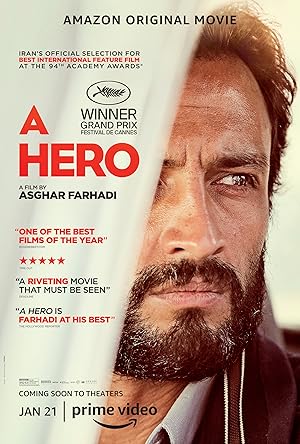 AMAZON ORIGINAL MOVIE
IRAN'S OFFICIAL SELECTION FOR
BEST INTERNATIONAL FEATURE FILM
AT THE 94TH ACADEMY AWARDS®
WINNER
GRAND PRIX
FESTIVAL DE CANNES
A
HERO
A FILM BY
ASGHAR FARHADI
"ONE OF THE BEST
FILMS OF THE YEAR"
★★★★★
TIME OUT
"A RIVETING MOVIE
THAT MUST BE SEEN"
DEADLINE
"A HERO IS
FARHADI AT HIS BEST"
THE HOLLYWOOD REPORTER
COMING SOON TO THEATERS
JAN 21 prime video